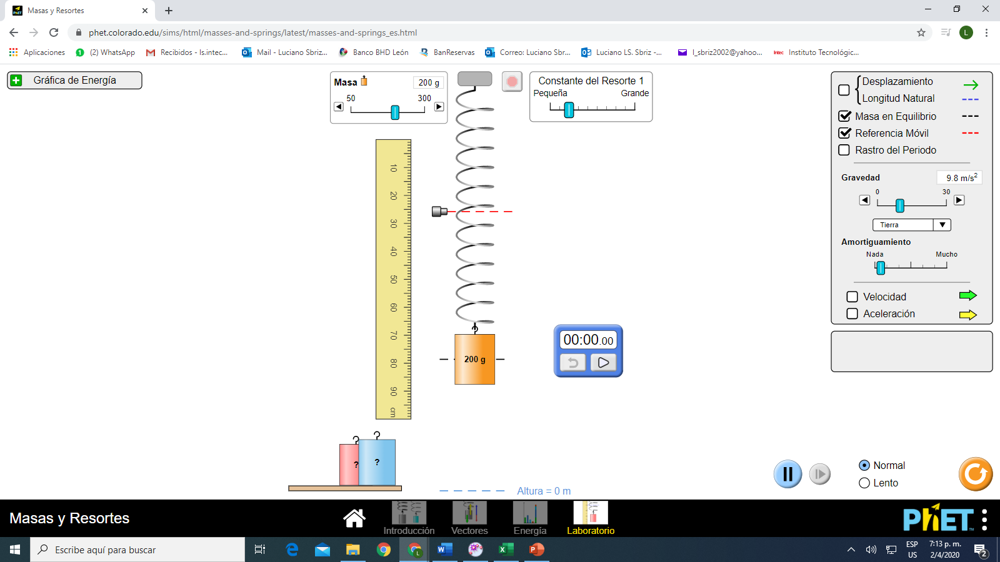 Masas y Resortes
phet.colorado.edu/sims/html/masses-and-springs/latest/masses-and-springs_es.html
L
Aplicaciones
1
(2) WhatsApp
Recibidos - ls.intec...
Mail - Luciano Sbriz...
Banco BHD León
BanReservas
Correo: Luciano Sbr...
Luciano LS. Sbriz -...
l_sbriz2002@yahoo...
intec
Instituto Tecnológic...
Gráfica de Energía
Masa
200 g
50
300
Constante del Resorte 1
Pequeña
Grande
Desplazamiento
Longitud Natural
Masa en Equilibrio
Referencia Móvil
Rastro del Periodo
Gravedad
9.8 m/s²
0
30
Tierra
Amortiguamiento
Nada
Mucho
Velocidad
Aceleración
10
20
30
40
50
60
70
80
90
cm
200 g
00:00.00
?
?
Altura = 0 m
Normal
Lento
Masas y Resortes
Introducción
Vectores
Energía
Laboratorio
PhET
Escribe aquí para buscar
L
ESP
US
7:13 p. m.
2/4/2020
2